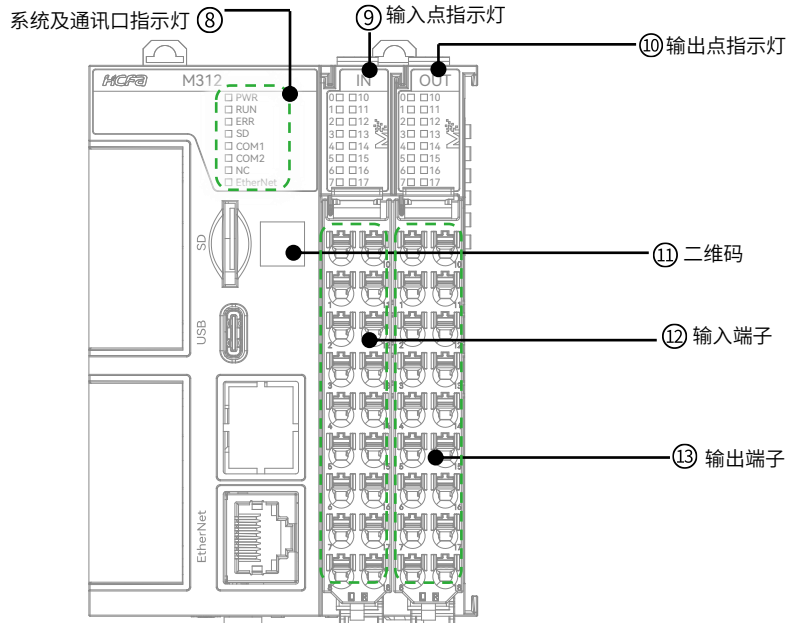 系统及通讯口指示灯 ⑧
⑨ 输入点指示灯
⑩ 输出点指示灯
HCFA M312
IN
OUT
PWR
RUN
ERR
SD
COM1
COM2
NC
EtherNet
0 10 0 10
1 11 1 11
2 12 2 12
3 13 3 13
4 14 4 14
5 15 5 15
6 16 6 16
7 17 7 17
SD
⑪ 二维码
USB
⑫ 输入端子
⑬ 输出端子
EtherNet